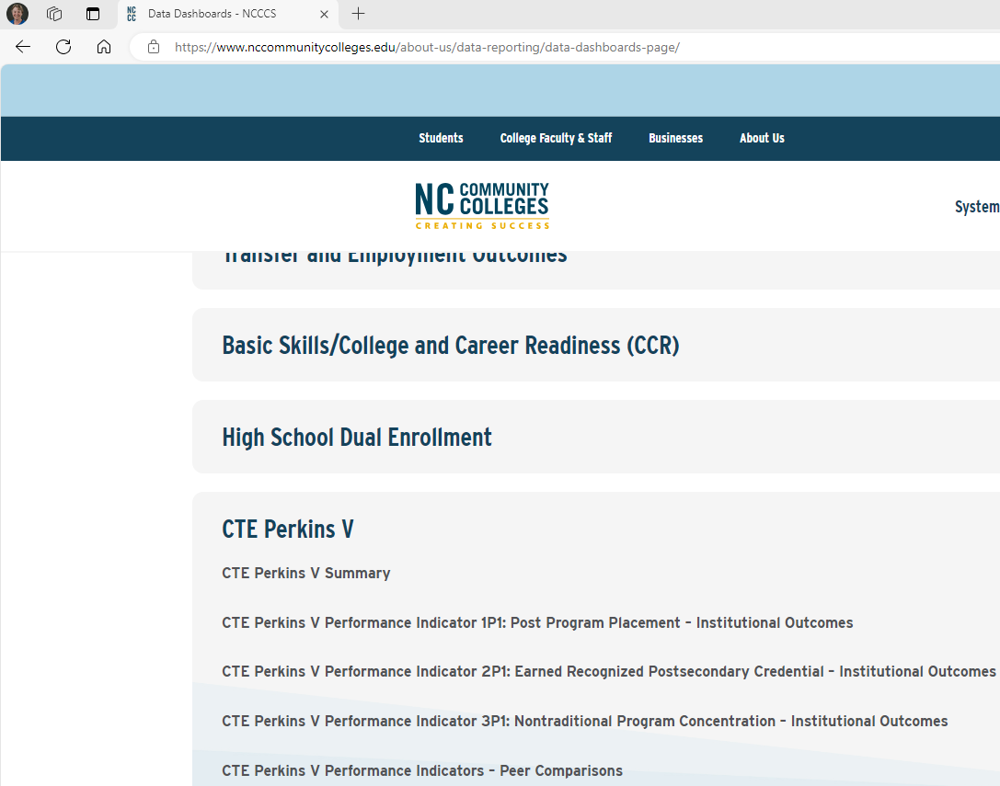 NC
CC
Data Dashboards - NCCCS
https://www.nccommunitycolleges.edu/about-us/data-reporting/data-dashboards-page/
Students College Faculty & Staff Businesses About Us
NC COMMUNITY COLLEGES
CREATING SUCCESS
System
Transfer and Employment Outcomes
Basic Skills/College and Career Readiness (CCR)
High School Dual Enrollment
CTE Perkins V
CTE Perkins V Summary
CTE Perkins V Performance Indicator 1P1: Post Program Placement – Institutional Outcomes
CTE Perkins V Performance Indicator 2P1: Earned Recognized Postsecondary Credential – Institutional Outcomes
CTE Perkins V Performance Indicator 3P1: Nontraditional Program Concentration – Institutional Outcomes
CTE Perkins V Performance Indicators – Peer Comparisons